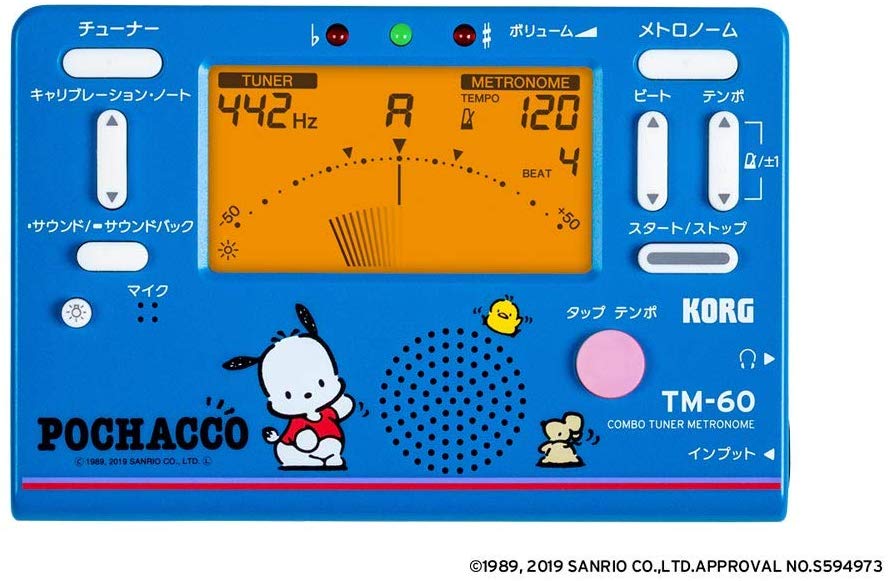 チューナー
♭
♯
ボリューム
メトロノーム
キャリブレーション・ノート
TUNER
442Hz
A
METRONOME
TEMPO
120
BEAT 4
-50
+50
ビート
テンポ
/±1
・サウンド/━サウンドバック
スタート/ストップ
マイク
タップ テンポ
KORG
POCHACCO
©1989, 2019 SANRIO CO., LTD. Ⓛ
TM-60
COMBO TUNER METRONOME
インプット
©1989, 2019 SANRIO CO.,LTD.APPROVAL NO.S594973